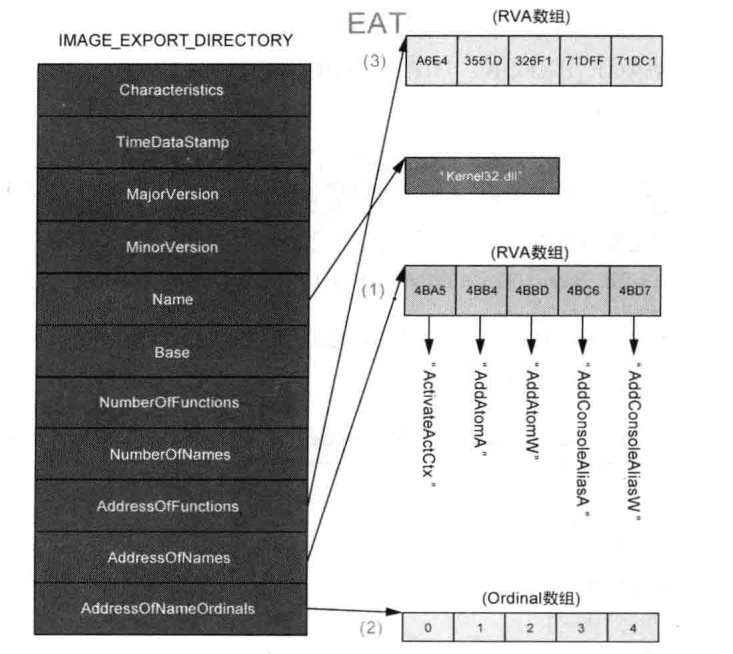 IMAGE_EXPORT_DIRECTORY
Characteristics
TimeDataStamp
MajorVersion
MinorVersion
Name
Base
NumberOfFunctions
NumberOfNames
AddressOfFunctions
AddressOfNames
AddressOfNameOrdinals
EAT
(RVA数组)
(3)
A6E4 3551D 326F1 71DFF 71DC1
"Kernel32 dll"
(RVA数组)
(1)
4BA5 4BB4 4BBD 4BC6 4BD7
"ActivateActCtx"
"AddAtomA"
"AddAtomW"
"AddConsoleAliasA"
"AddConsoleAliasW"
(Ordinal数组)
(2)
0 1 2 3 4